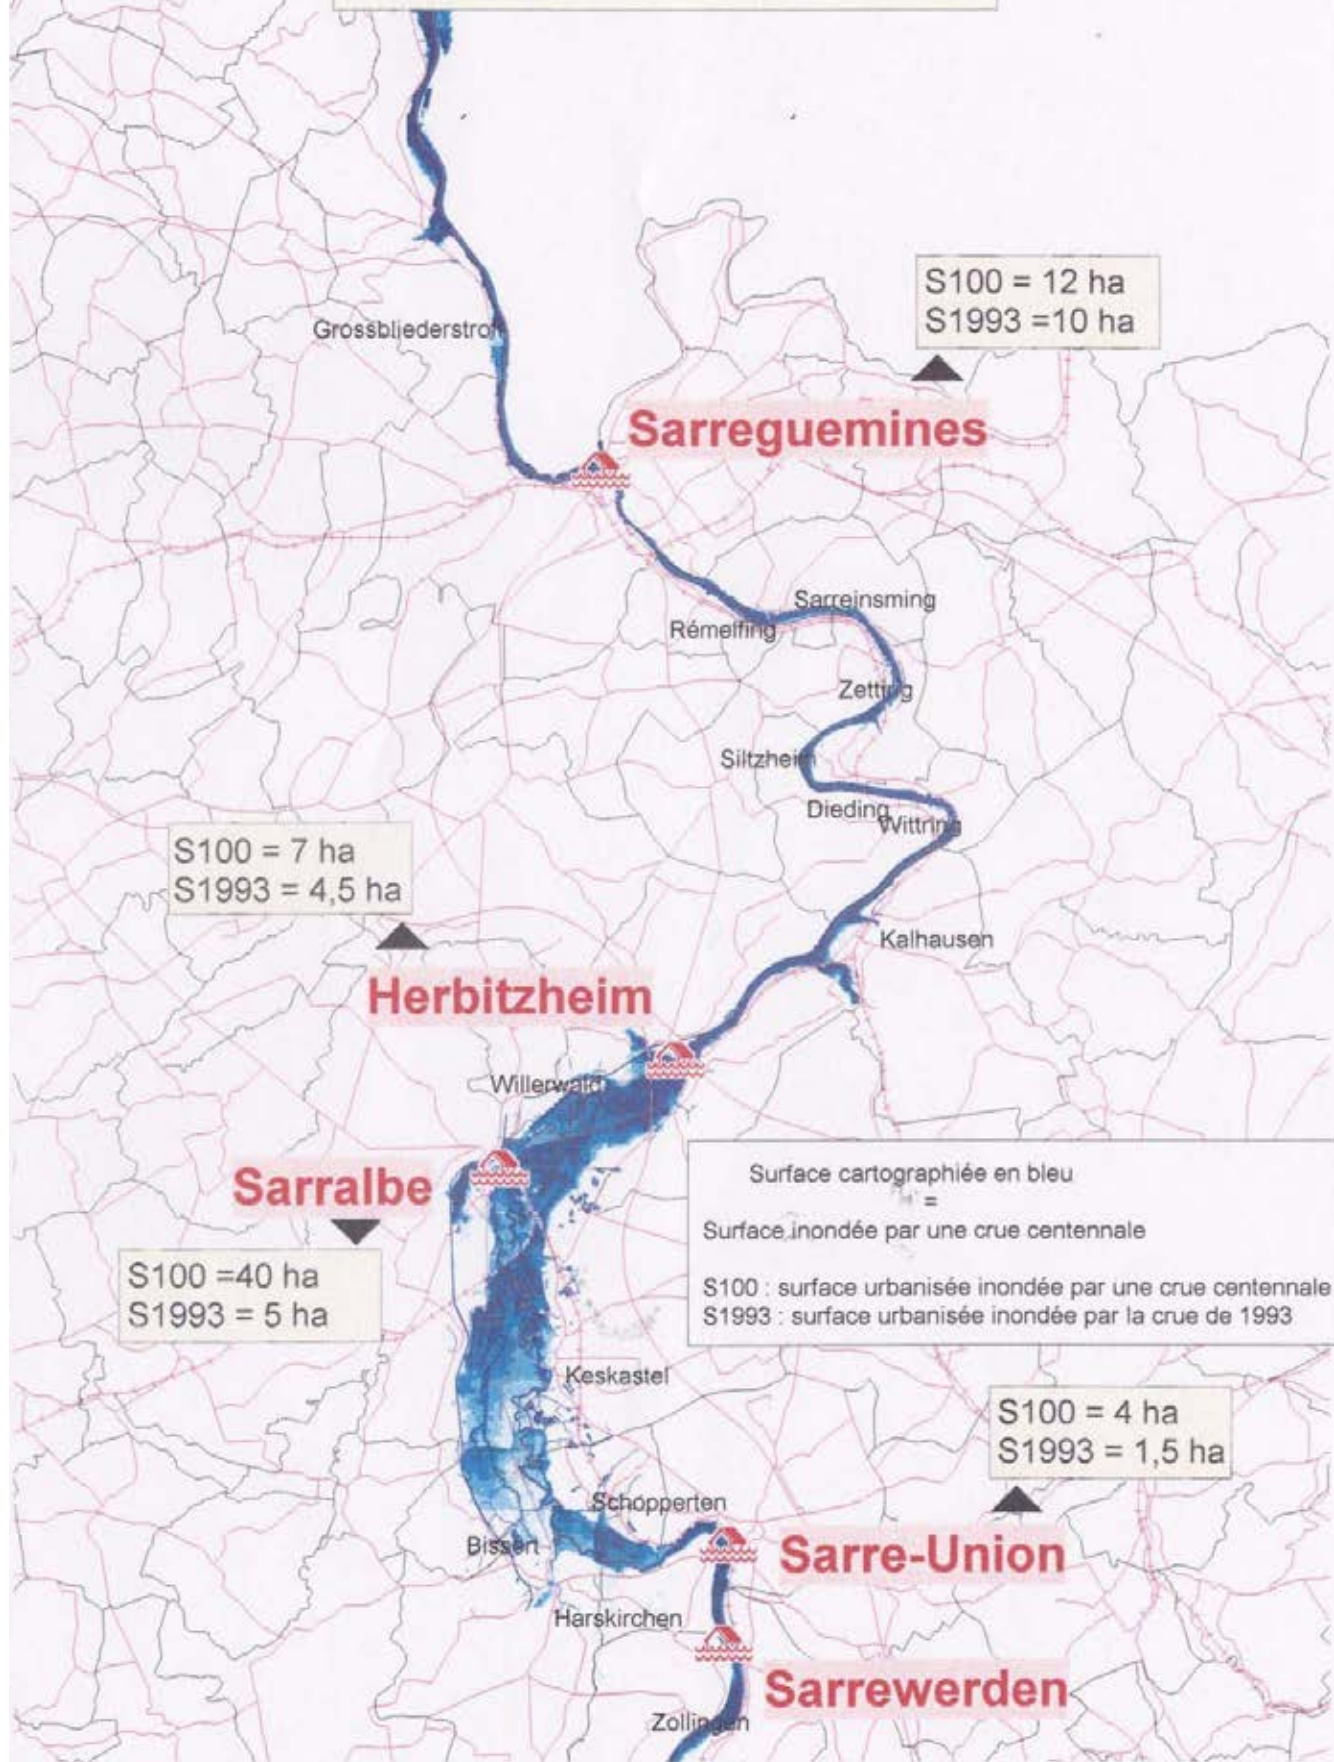 Grossbliederstroff
S100 = 12 ha
S1993 =10 ha
Sarreguemines
Sarreinsming
Rémelfing
Zetting
Siltzheim
Dieding
Wittring
S100 = 7 ha
S1993 = 4,5 ha
Kalhausen
Herbitzheim
Willerwald
Sarralbe
S100 =40 ha
S1993 = 5 ha
Surface cartographiée en bleu
=
Surface inondée par une crue centennale
S100 : surface urbanisée inondée par une crue centennale
S1993 : surface urbanisée inondée par la crue de 1993
Keskastel
S100 = 4 ha
S1993 = 1,5 ha
Schopperten
Bissert
Sarre-Union
Harskirchen
Sarrewerden
Zollingen